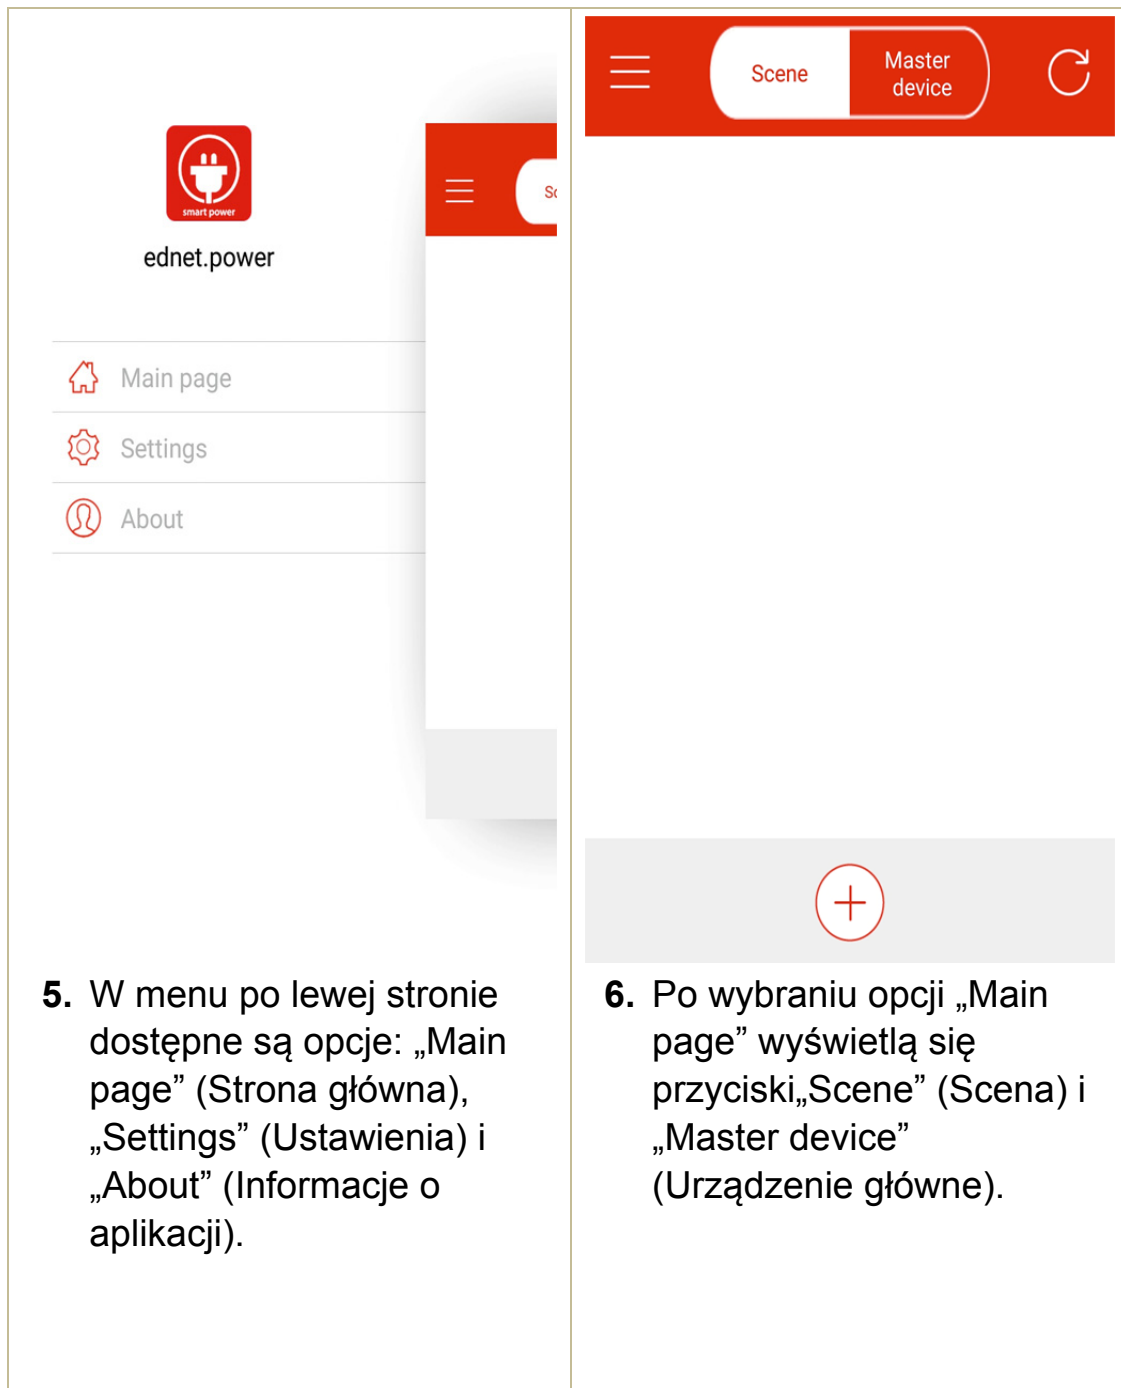 smart power
ednet.power
Main page
Settings
About
Sc
5. W menu po lewej stronie
dostępne są opcje: „Main
page” (Strona główna),
„Settings” (Ustawienia) i
„About” (Informacje o
aplikacji).
Scene
Master
device
6. Po wybraniu opcji „Main
page” wyświetlą się
przyciski„Scene” (Scena) i
„Master device”
(Urządzenie główne).